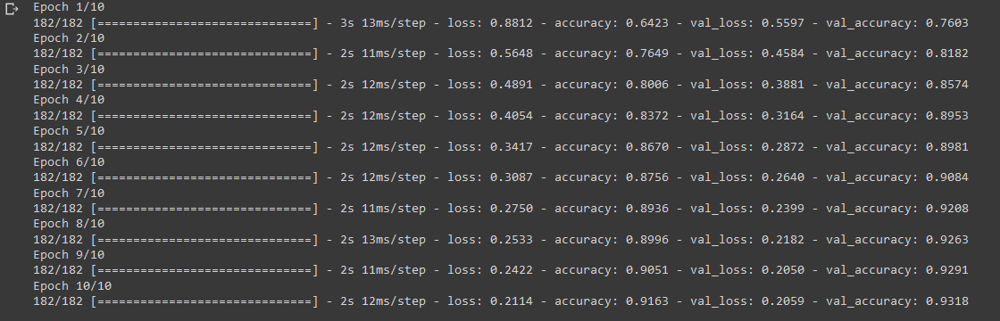 Epoch 1/10
182/182 [==============================] - 3s 13ms/step - loss: 0.8812 - accuracy: 0.6423 - val_loss: 0.5597 - val_accuracy: 0.7603
Epoch 2/10
182/182 [==============================] - 2s 11ms/step - loss: 0.5648 - accuracy: 0.7649 - val_loss: 0.4584 - val_accuracy: 0.8182
Epoch 3/10
182/182 [==============================] - 2s 12ms/step - loss: 0.4891 - accuracy: 0.8006 - val_loss: 0.3881 - val_accuracy: 0.8574
Epoch 4/10
182/182 [==============================] - 2s 12ms/step - loss: 0.4054 - accuracy: 0.8372 - val_loss: 0.3164 - val_accuracy: 0.8953
Epoch 5/10
182/182 [==============================] - 2s 12ms/step - loss: 0.3417 - accuracy: 0.8670 - val_loss: 0.2872 - val_accuracy: 0.8981
Epoch 6/10
182/182 [==============================] - 2s 12ms/step - loss: 0.3087 - accuracy: 0.8756 - val_loss: 0.2640 - val_accuracy: 0.9084
Epoch 7/10
182/182 [==============================] - 2s 11ms/step - loss: 0.2750 - accuracy: 0.8936 - val_loss: 0.2399 - val_accuracy: 0.9208
Epoch 8/10
182/182 [==============================] - 2s 13ms/step - loss: 0.2533 - accuracy: 0.8996 - val_loss: 0.2182 - val_accuracy: 0.9263
Epoch 9/10
182/182 [==============================] - 2s 11ms/step - loss: 0.2422 - accuracy: 0.9051 - val_loss: 0.2050 - val_accuracy: 0.9291
Epoch 10/10
182/182 [==============================] - 2s 12ms/step - loss: 0.2114 - accuracy: 0.9163 - val_loss: 0.2059 - val_accuracy: 0.9318